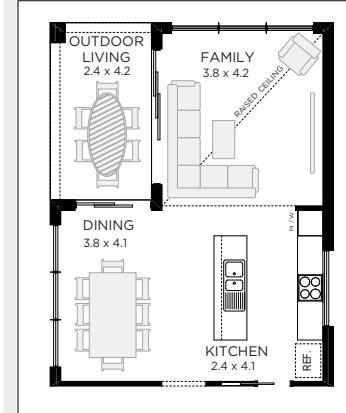 OUTDOOR
LIVING
2.4 x 4.2
FAMILY
3.8 x 4.2
RAISED CEILING
DINING
3.8 x 4.1
M / W
KITCHEN
2.4 x 4.1
REF.